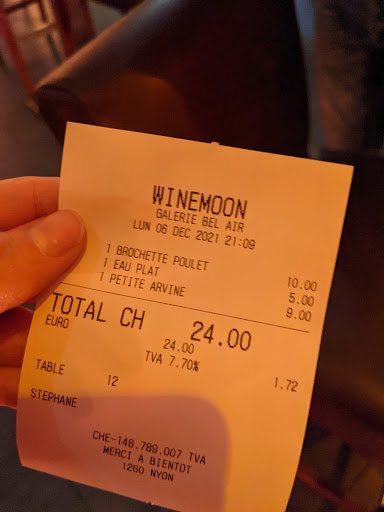 WINEMOON
GALERIE BEL AIR
LUN 06 DEC 2021 21:09
1 BROCHETTE POULET 10.00
1 EAU PLAT 5.00
1 PETITE ARVINE 9.00
TOTAL CH 24.00
EURO 24.00
TVA 7.70% 1.72
TABLE 12
STEPHANE
CHE-148.789.007 TVA
MERCI A BIENTOT
1260 NYON